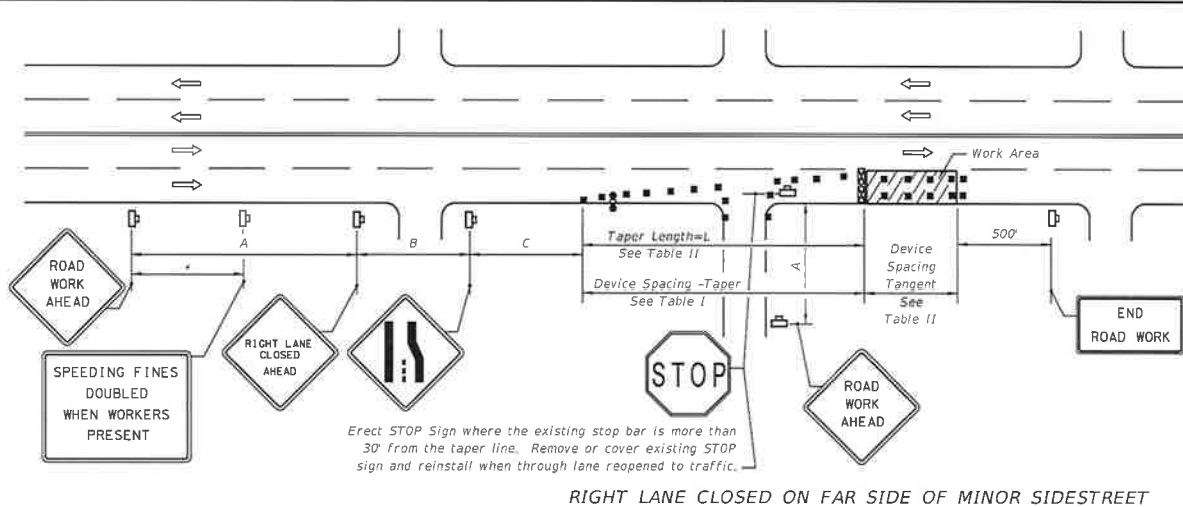 Work Area
A
B
C
Taper Length=L
See Table II
Device Spacing -Taper
See Table I
A
Device
Spacing
Tangent
See
Table II
500'
ROAD
WORK
AHEAD
SPEEDING FINES
DOUBLED
WHEN WORKERS
PRESENT
RIGHT LANE
CLOSED
AHEAD
STOP
ROAD
WORK
AHEAD
END
ROAD WORK
Erect STOP Sign where the existing stop bar is more than
30' from the taper line. Remove or cover existing STOP
sign and reinstall when through lane reopened to traffic.
RIGHT LANE CLOSED ON FAR SIDE OF MINOR SIDESTREET